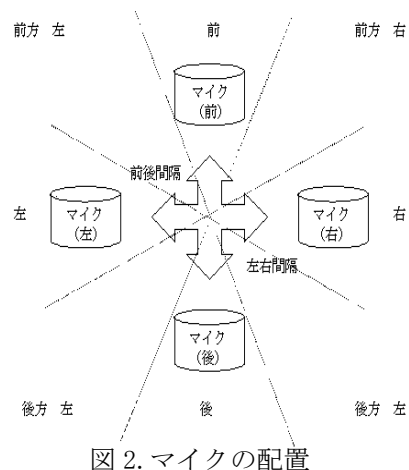 前方 左 前 前方 右
マイク
(前)
前後間隔
左 マイク マイク 右
(左) (右)
左右間隔
マイク
(後)
後方 左 後 後方 左
図 2. マイクの配置